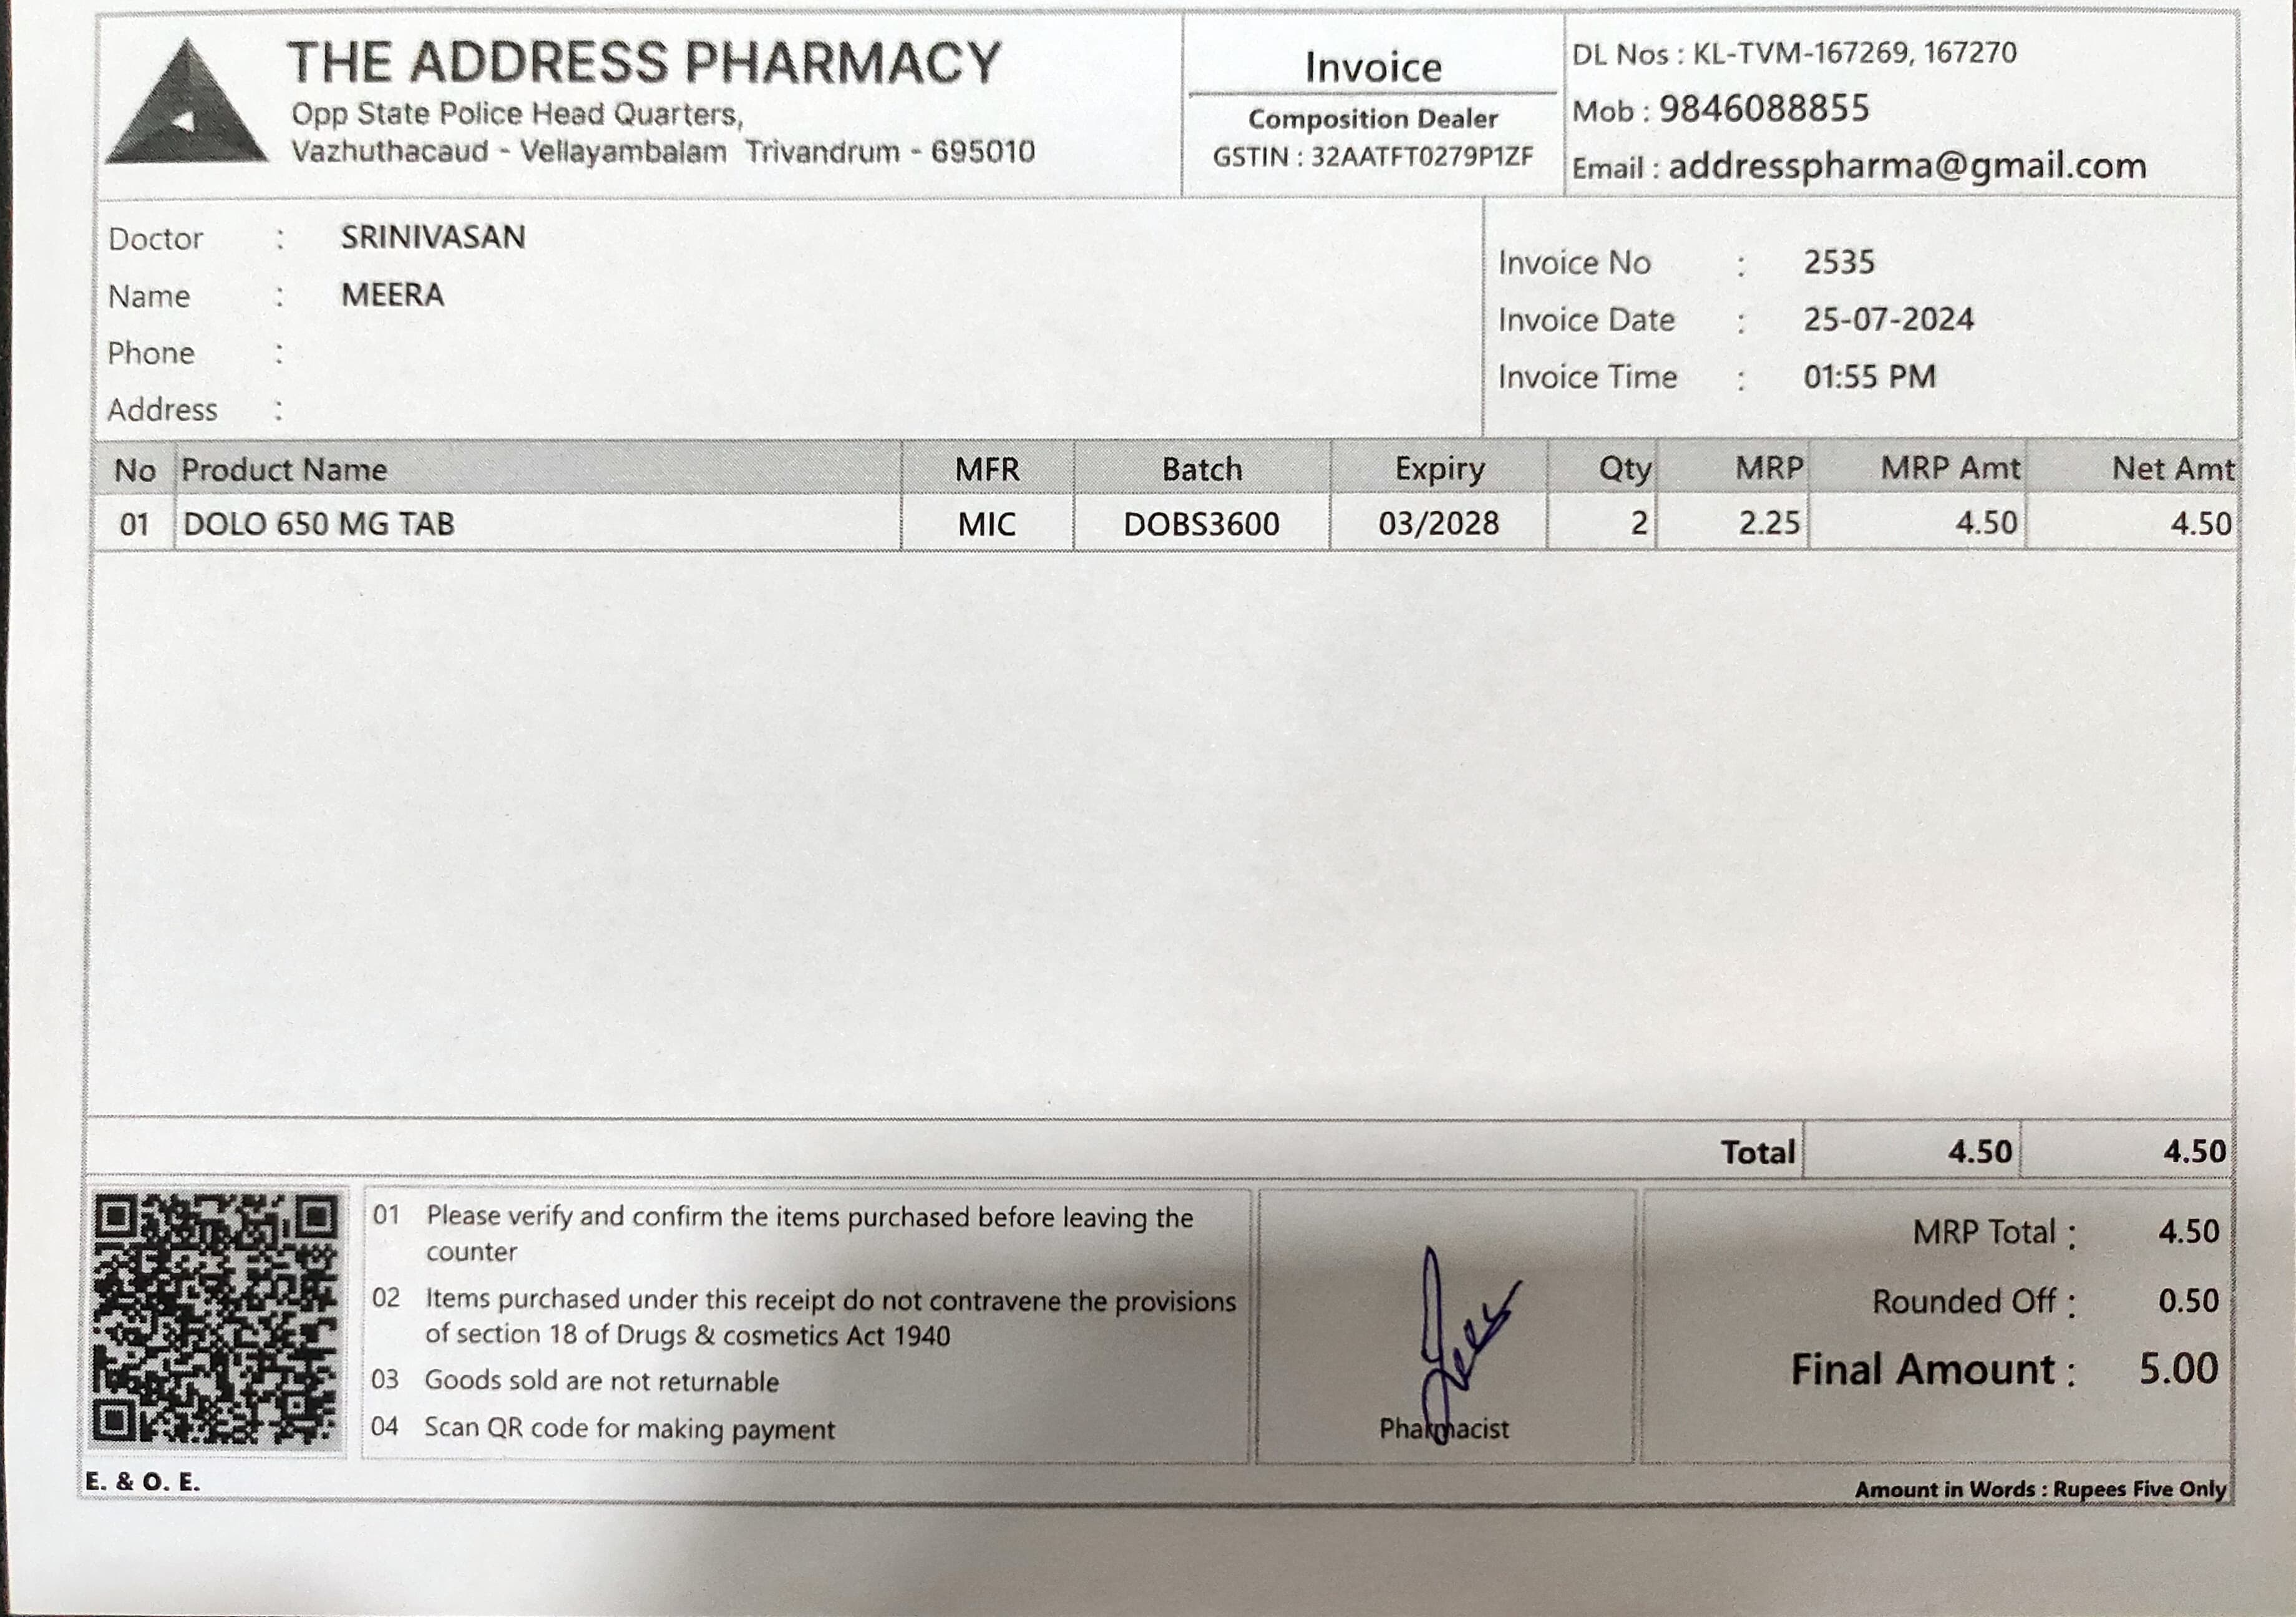 THE ADDRESS PHARMACY
Opp State Police Head Quarters,
Vazhuthacaud - Vellayambalam Trivandrum - 695010
Invoice
Composition Dealer
GSTIN : 32AATFT0279P1ZF
DL Nos : KL-TVM-167269, 167270
Mob : 9846088855
Email : addresspharma@gmail.com
Doctor : SRINIVASAN
Name : MEERA
Phone :
Address :
Invoice No : 2535
Invoice Date : 25-07-2024
Invoice Time : 01:55 PM
No Product Name MFR Batch Expiry Qty MRP MRP Amt Net Amt
01 DOLO 650 MG TAB MIC DOBS3600 03/2028 2 2.25 4.50 4.50
Total 4.50 4.50
01 Please verify and confirm the items purchased before leaving the
counter
02 Items purchased under this receipt do not contravene the provisions
of section 18 of Drugs & cosmetics Act 1940
03 Goods sold are not returnable
04 Scan QR code for making payment
Pharmacist
MRP Total : 4.50
Rounded Off : 0.50
Final Amount : 5.00
E. & O. E.
Amount in Words : Rupees Five Only